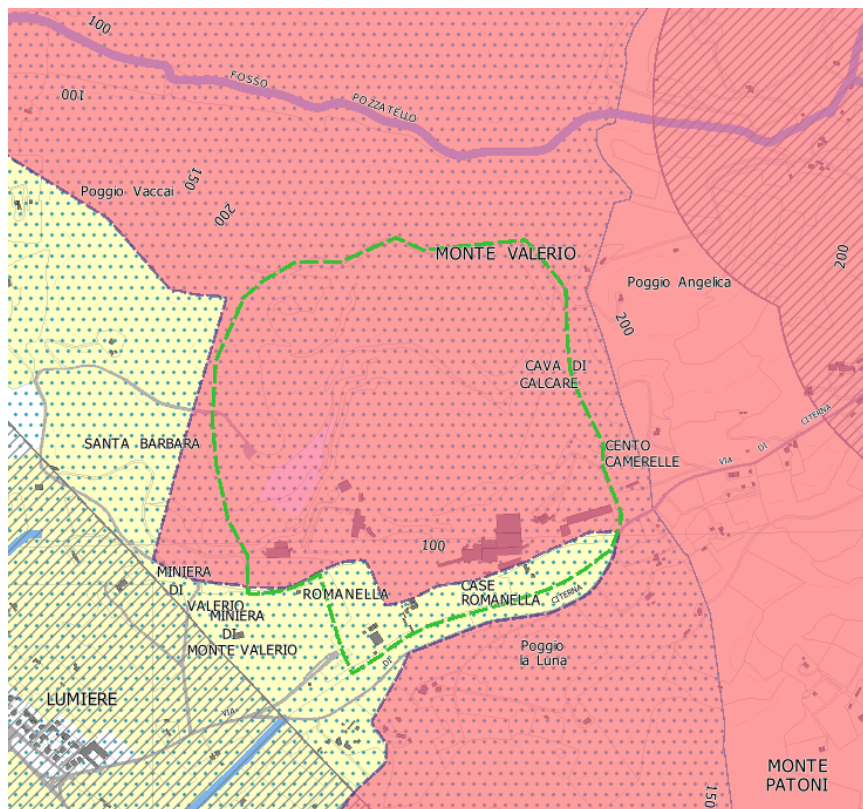 100
FOSSO
POZZATELLO
100
Poggio Vaccai
150
200
MONTE VALERIO
200
Poggio Angelica
200
CAVA DI
CALCARE
SANTA BARBARA
CENTO
CAMERELLE
VIA DI CITERNA
100
MINIERA
DI
VALERIO
MINIERA
DI
MONTE VALERIO
ROMANELLA
CASE
ROMANELLA
VIA DI CITERNA
Poggio
la Luna
LUMIERE
MONTE
PATONI
150